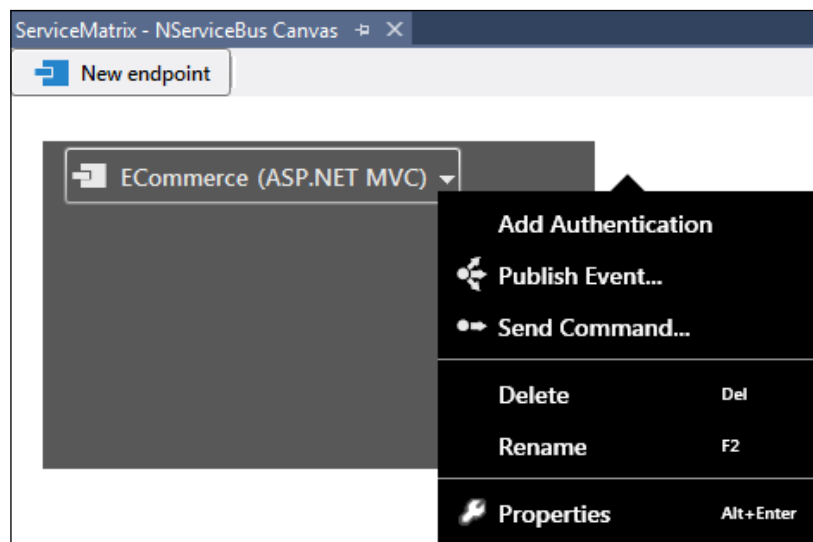 ServiceMatrix - NServiceBus Canvas
New endpoint
ECommerce (ASP.NET MVC)
Add Authentication
Publish Event...
Send Command...
Delete Del
Rename F2
Properties Alt+Enter